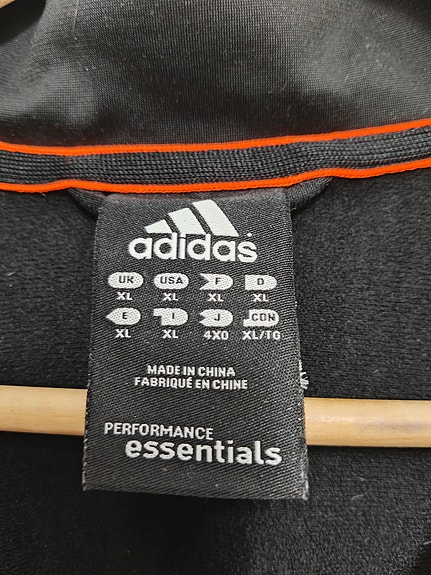 adidas
UK USA F D
XL XL XL XL
E I J CDN
XL XL 4XO XL/TG
MADE IN CHINA
FABRIQUÉ EN CHINE
PERFORMANCE
essentials